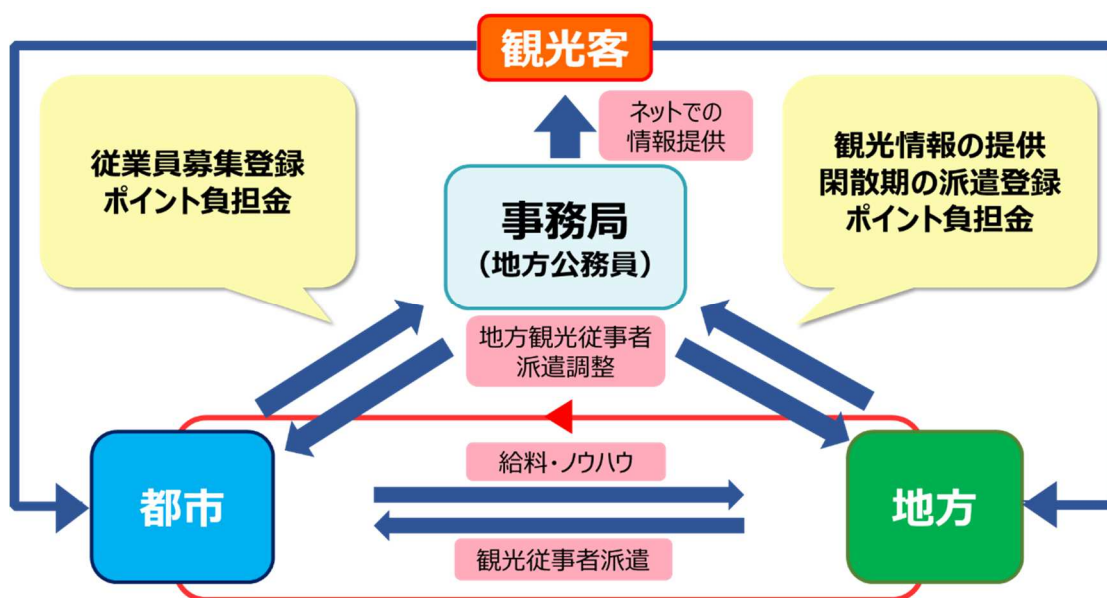 観光客
ネットでの
情報提供
従業員募集登録
ポイント負担金
観光情報の提供
閑散期の派遣登録
ポイント負担金
事務局
(地方公務員)
地方観光従事者
派遣調整
給料・ノウハウ
都市
地方
観光従事者派遣